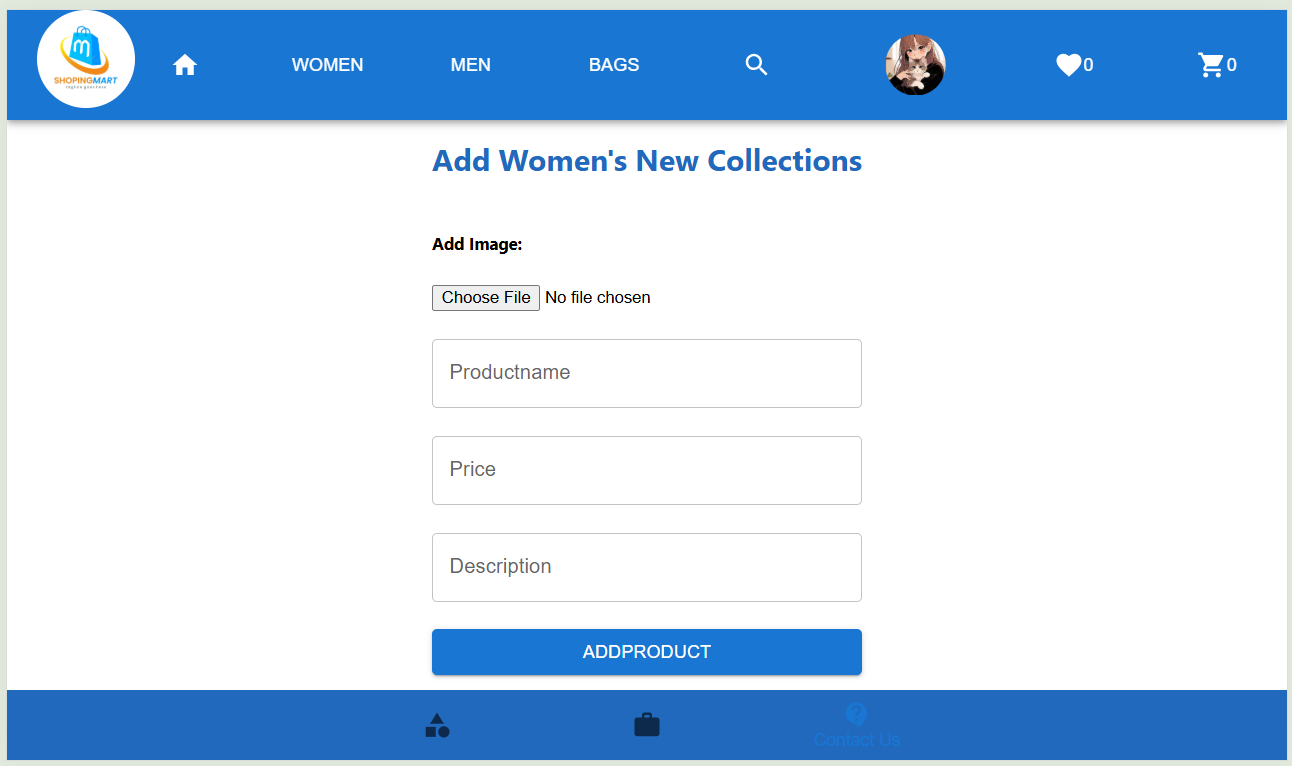 m
SHOPINGMART
WOMEN
MEN
BAGS
0
0
Add Women's New Collections
Add Image:
Choose File No file chosen
Productname
Price
Description
ADDPRODUCT
Contact Us